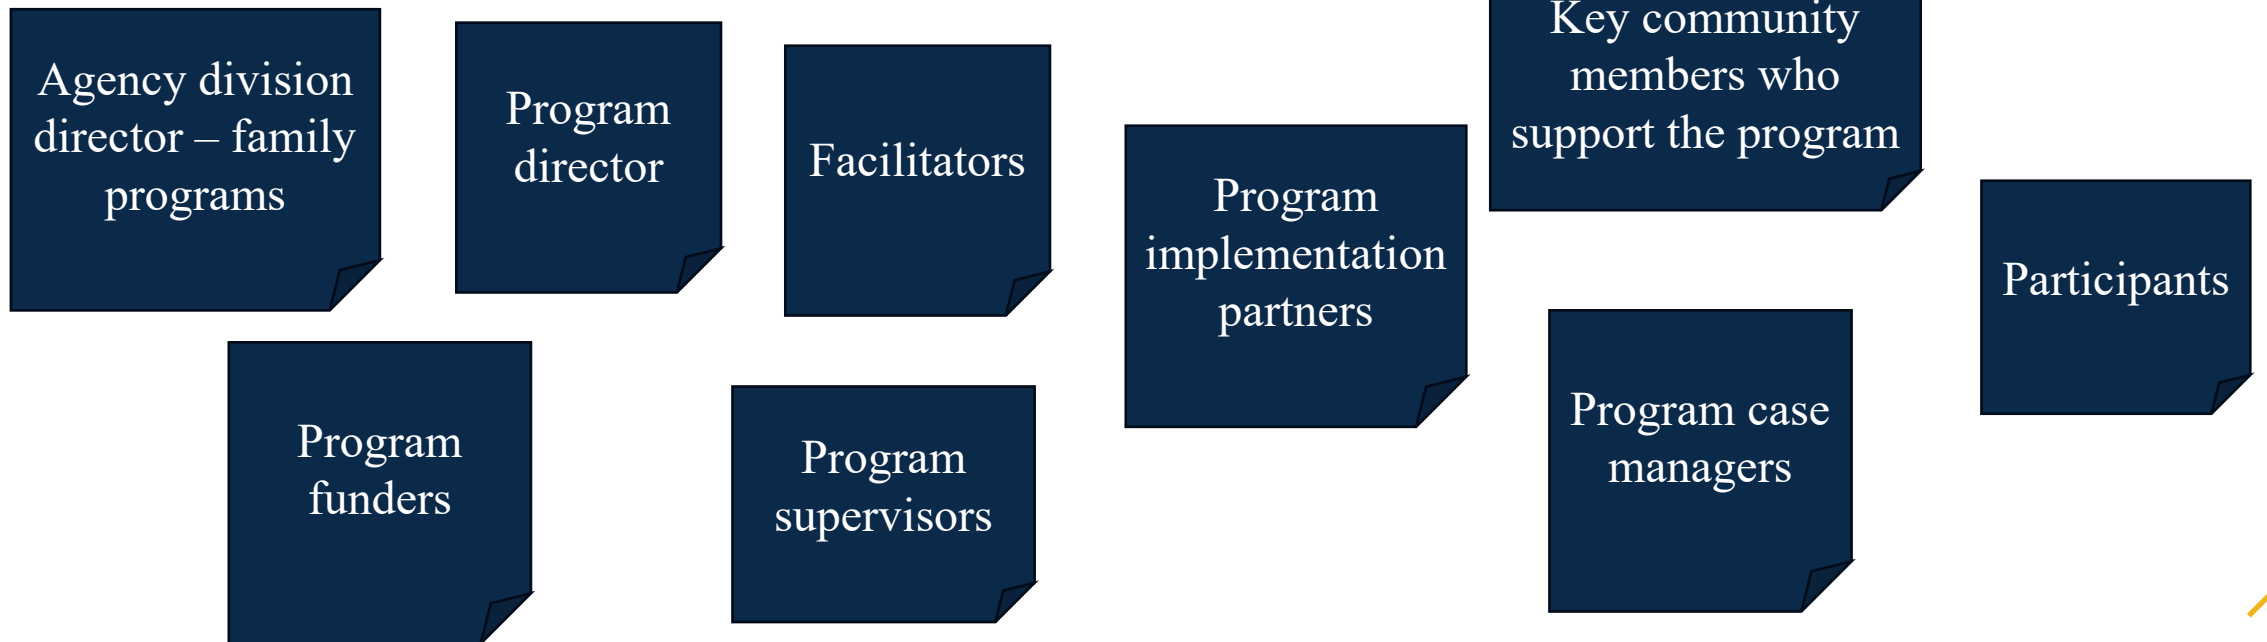 Agency division
director – family
programs
Program
director
Facilitators
Program
implementation
partners
Key community
members who
support the program
Participants
Program
funders
Program
supervisors
Program case
managers